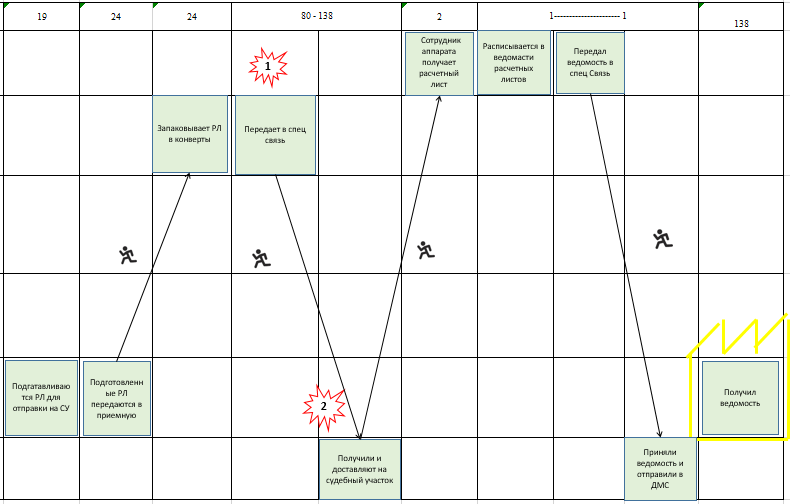 19
24
24
80 - 138
2
1---------------------- 1
138
1
Сотрудник
аппарата
получает
расчетный
лист
Расписывается в
ведомасти
расчетных
листов
Передал
ведомость в
спец Связь
Запаковывает РЛ
в конверты
Передает в спец
связь
Подгатавливаю
тся РЛ для
отправки на СУ
Подготовленн
ые РЛ
передаются в
приемную
2
Получил
ведомость
Получили и
доставляют на
судебный участок
Приняли
ведомость и
отправили в
ДМС